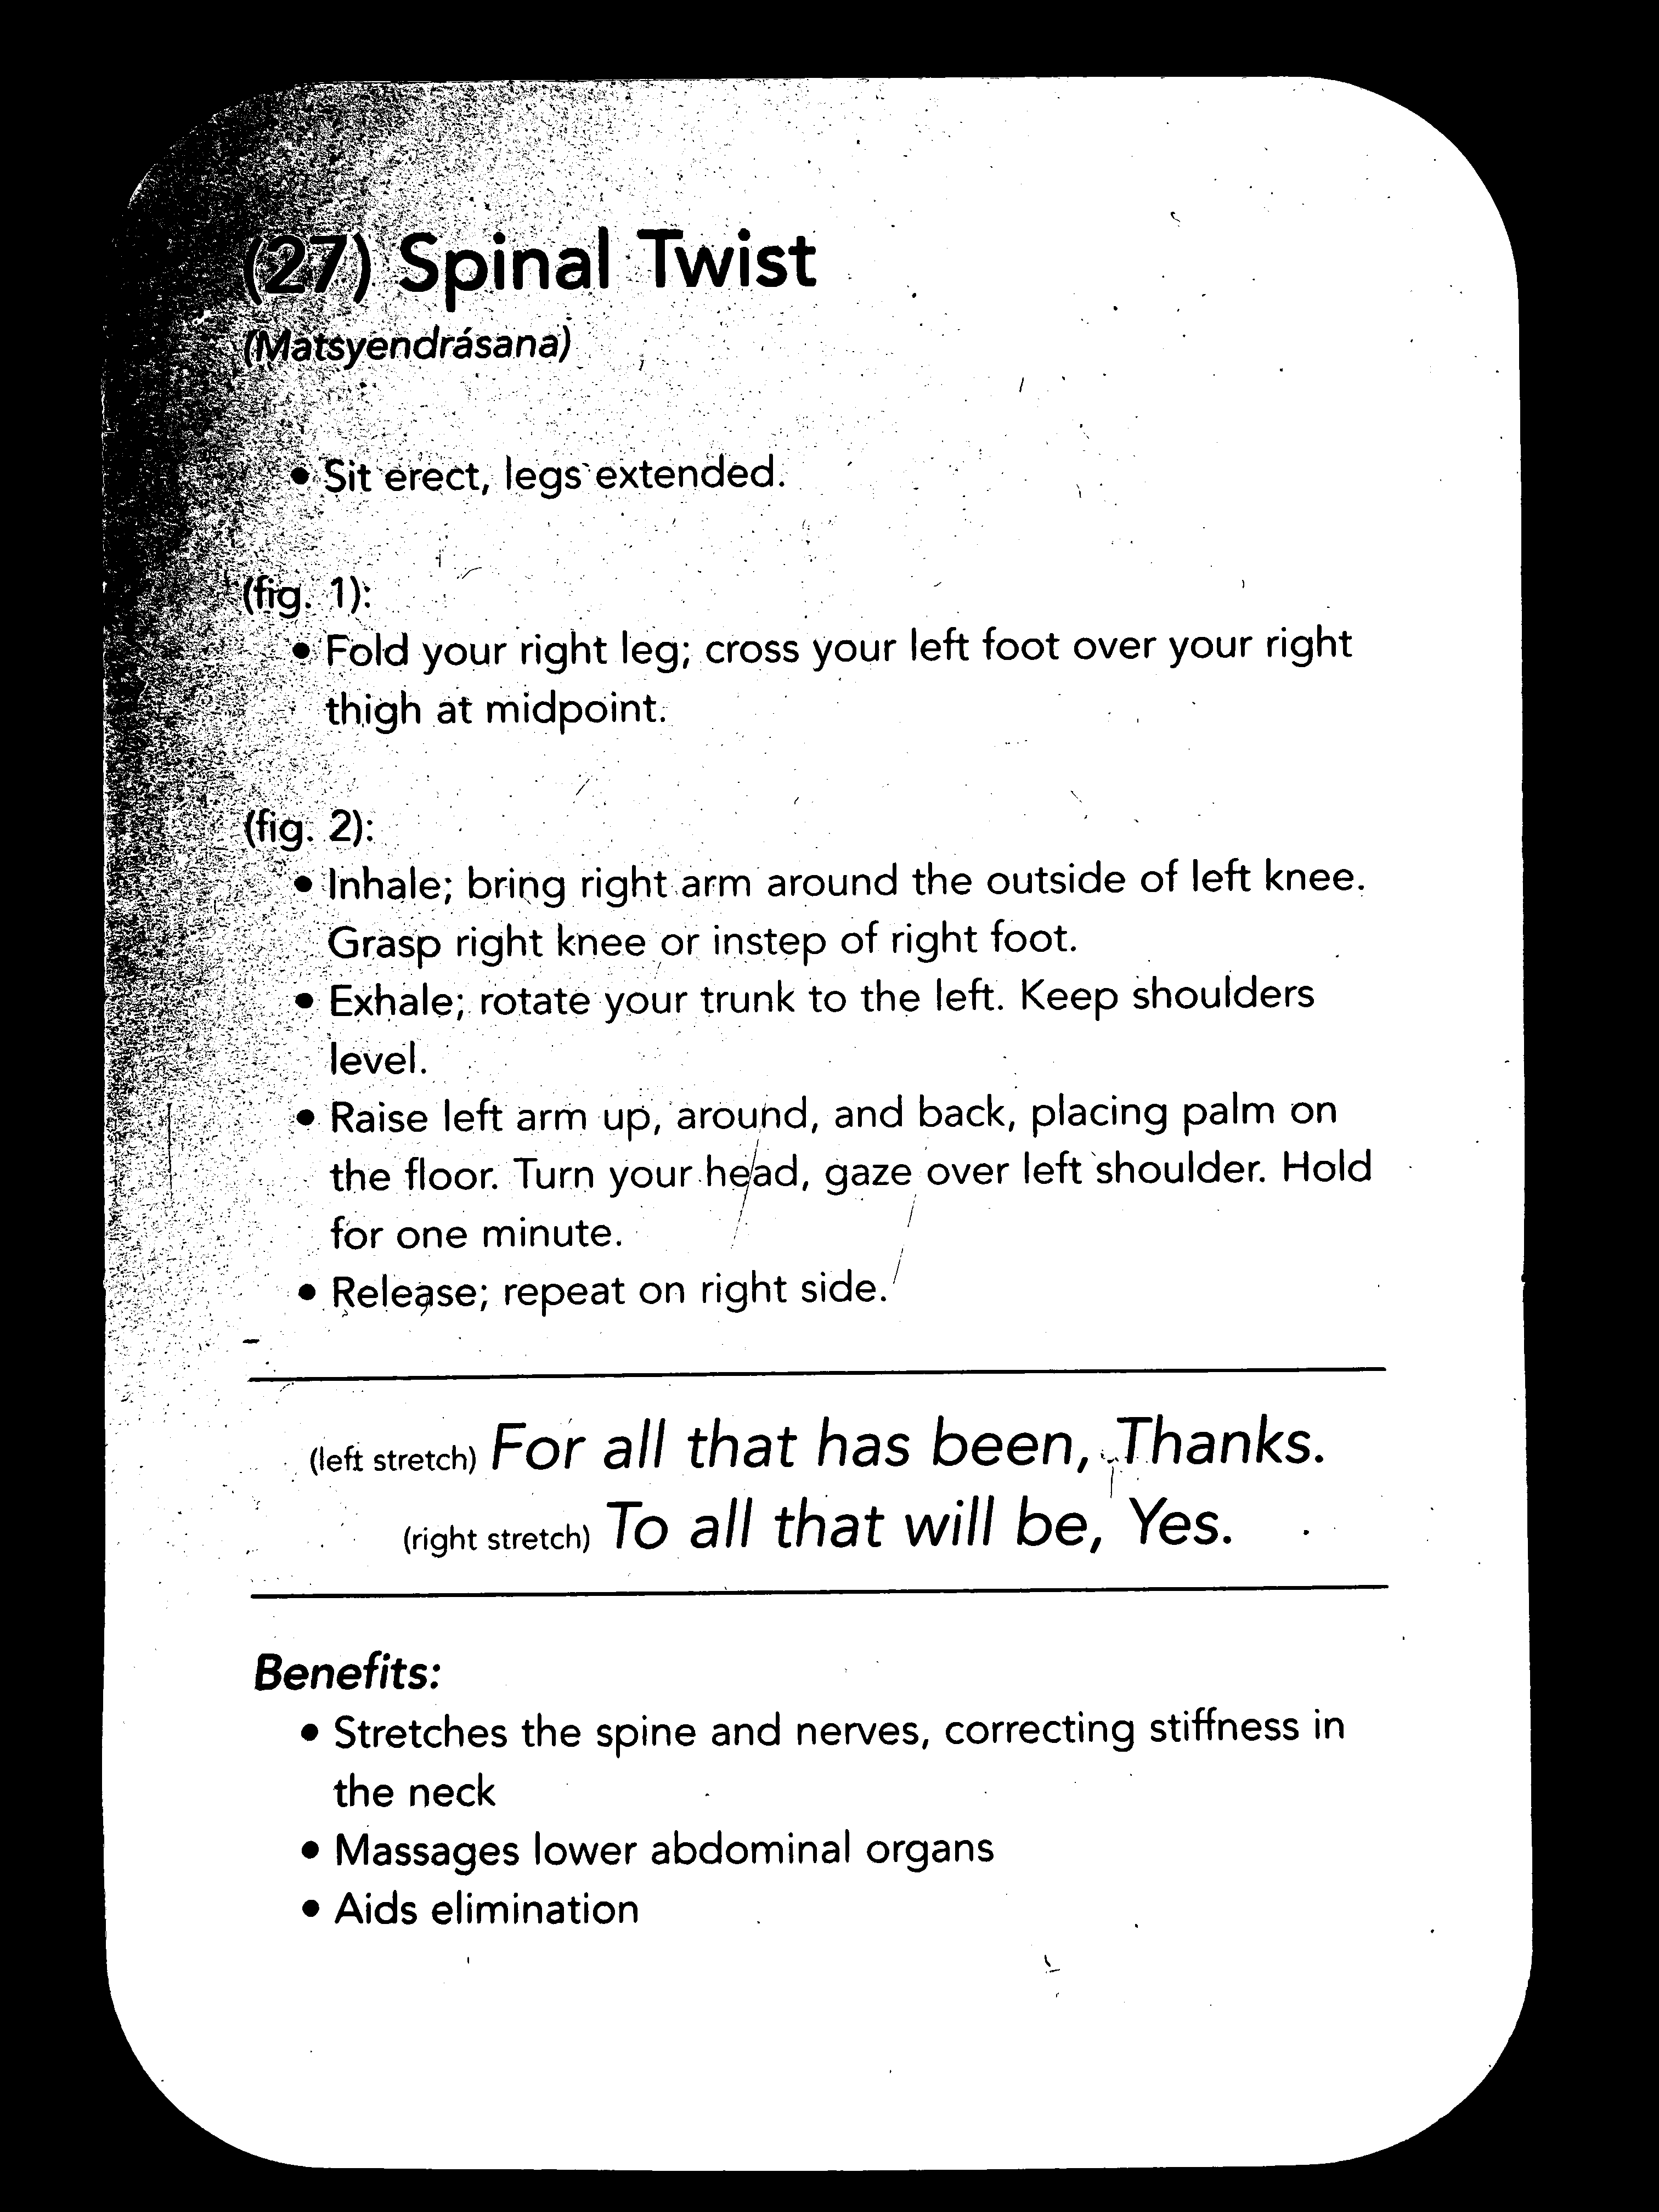 (27) Spinal Twist
(Matsyendrásana)
• Sit erect, legs extended.
(fig. 1):
• Fold your right leg; cross your left foot over your right
thigh at midpoint.
(fig. 2):
• Inhale; bring right arm around the outside of left knee.
Grasp right knee or instep of right foot.
• Exhale; rotate your trunk to the left. Keep shoulders
level.
• Raise left arm up, around, and back, placing palm on
the floor. Turn your head, gaze over left shoulder. Hold
for one minute.
• Release; repeat on right side.
(left stretch) For all that has been, Thanks.
(right stretch) To all that will be, Yes.
Benefits:
• Stretches the spine and nerves, correcting stiffness in
the neck
• Massages lower abdominal organs
• Aids elimination